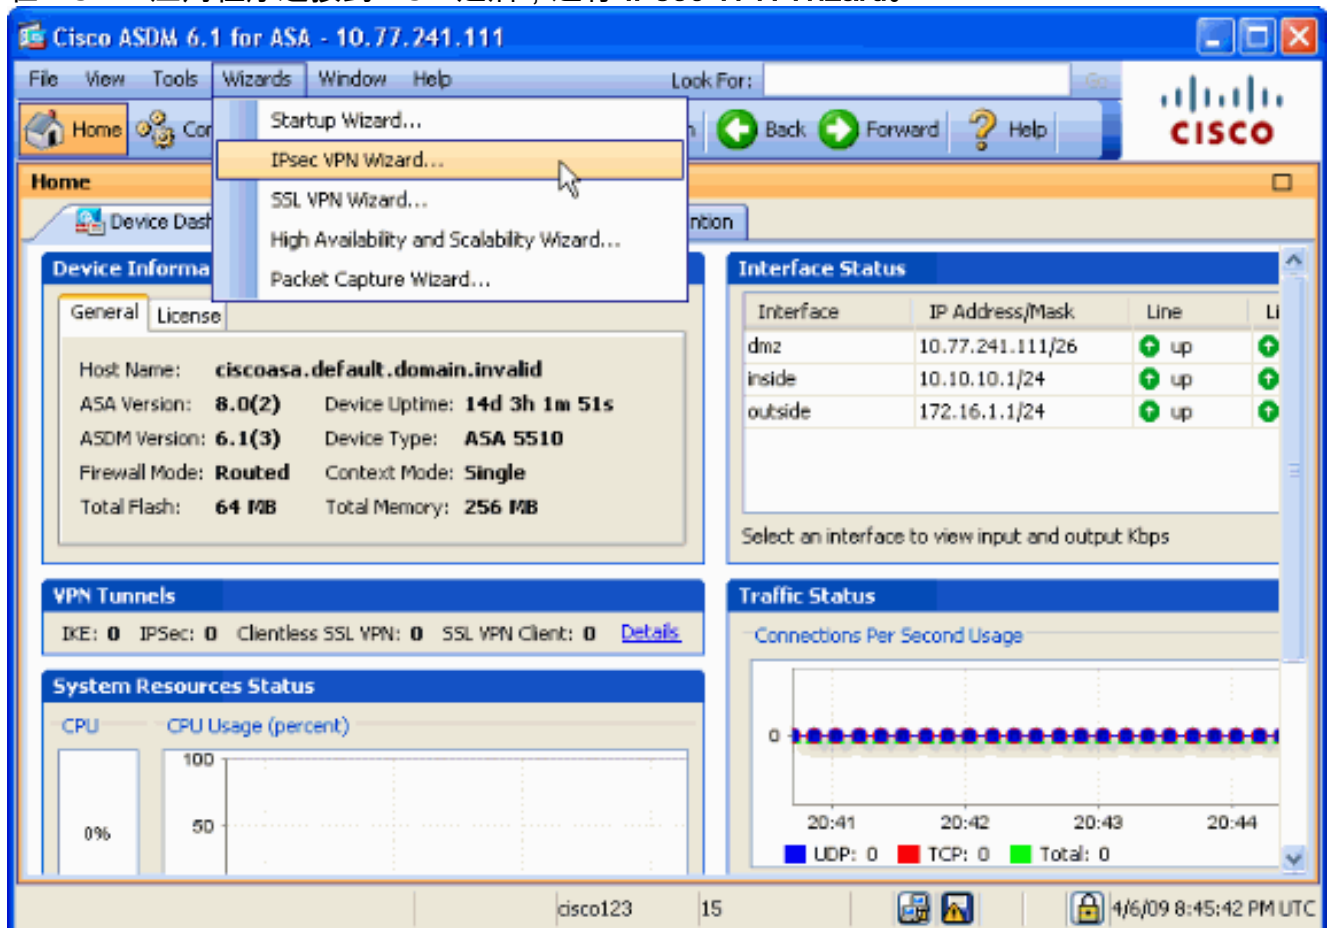 Cisco ASDM 6.1 for ASA - 10.77.241.111
File View Tools Wizards Window Help Look For: Go
Home Back Forward Help
CISCO
Startup Wizard...
IPsec VPN Wizard...
SSL VPN Wizard...
High Availability and Scalability Wizard...
Packet Capture Wizard...
Home
Device Dash
ntion
Device Informa
General License
Host Name: ciscoasa.default.domain.invalid
ASA Version: 8.0(2) Device Uptime: 14d 3h 1m 51s
ASDM Version: 6.1(3) Device Type: ASA 5510
Firewall Mode: Routed Context Mode: Single
Total Flash: 64 MB Total Memory: 256 MB
Interface Status
Interface IP Address/Mask Line Li
dmz 10.77.241.111/26 up
inside 10.10.10.1/24 up
outside 172.16.1.1/24 up
Select an interface to view input and output Kbps
VPN Tunnels
IKE: 0 IPSec: 0 Clientless SSL VPN: 0 SSL VPN Client: 0 Details
System Resources Status
CPU CPU Usage (percent)
100
50
0%
Traffic Status
Connections Per Second Usage
0
20:41 20:42 20:43 20:44
UDP: 0 TCP: 0 Total: 0
cisco123 15 4/6/09 8:45:42 PM UTC